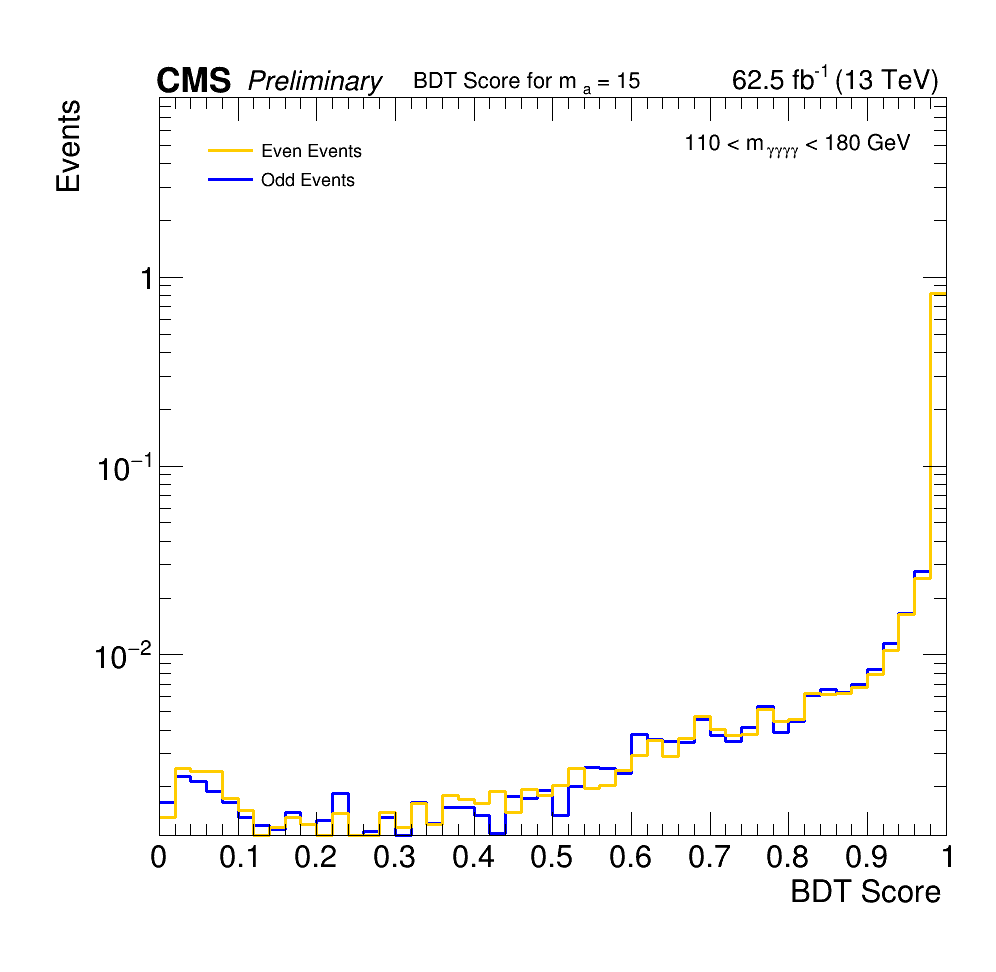 CMS Preliminary BDT Score for m a = 15 62.5 fb-1 (13 TeV)
Events
110 < m γγγγ < 180 GeV
Even Events
Odd Events
1
10−1
10−2
0 0.1 0.2 0.3 0.4 0.5 0.6 0.7 0.8 0.9 1
BDT Score